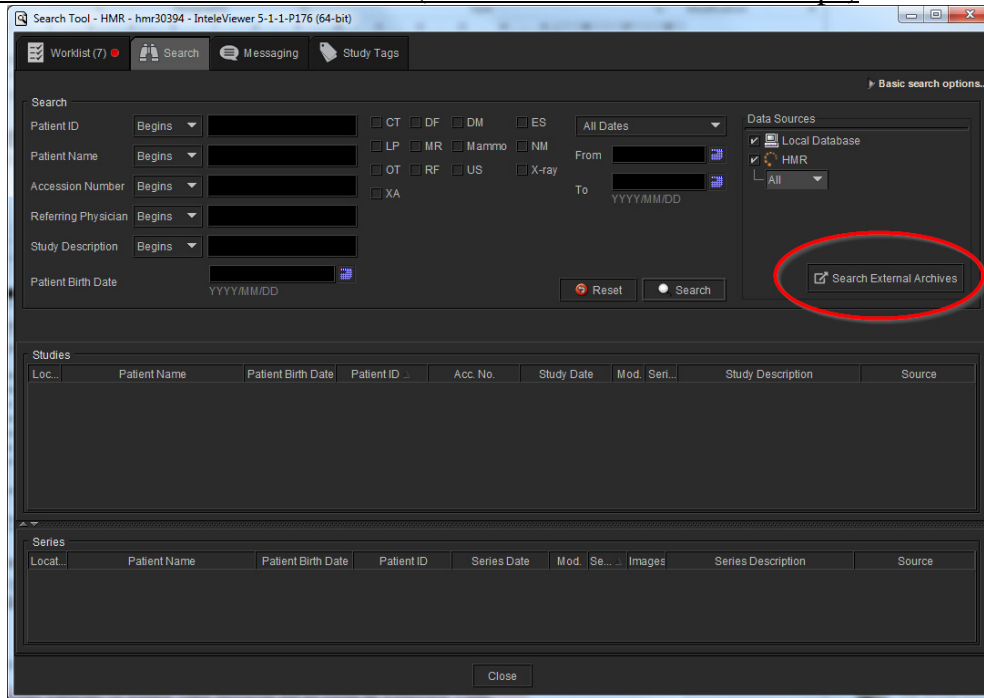 Search Tool - HMR - hmr30394 - InteleViewer 5-1-1-P176 (64-bit)
Worklist (7) Search Messaging Study Tags
Basic search options..
Search
Patient ID Begins CT DF DM ES All Dates Data Sources
Local Database
Patient Name Begins LP MR Mammo NM From HMR
OT RF US X-ray All
Accession Number Begins XA To
YYYY/MM/DD
Referring Physician Begins
Study Description Begins
Patient Birth Date Reset Search Search External Archives
YYYY/MM/DD
Studies
Loc... Patient Name Patient Birth Date Patient ID Acc. No. Study Date Mod. Seri... Study Description Source
Series
Locat... Patient Name Patient Birth Date Patient ID Series Date Mod. Se... Images Series Description Source
Close